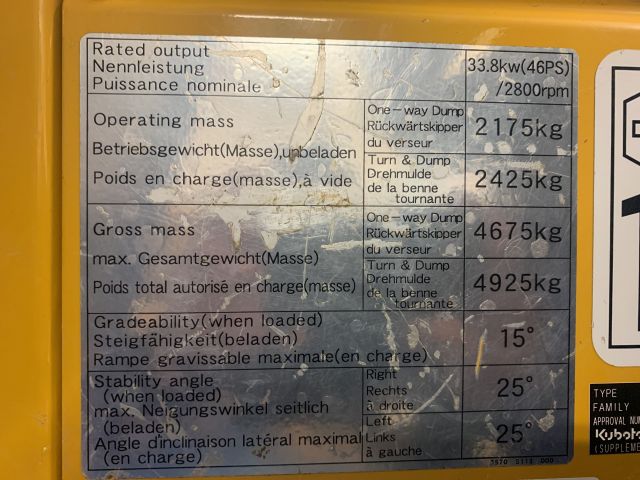 Rated output
Nennleistung
Puissance nominale
33.8kw(46PS)
/2800rpm
Operating mass
Betriebsgewicht(Masse),unbeladen
Poids en charge(masse),à vide
One-way Dump
Rückwärtskipper
du verseur
2175kg
Turn & Dump
Drehmulde
de la benne
tournante
2425kg
Gross mass
max. Gesamtgewicht(Masse)
Poids total autorisé en charge(masse)
One-way Dump
Rückwärtskipper
du verseur
4675kg
Turn & Dump
Drehmulde
de la benne
tournante
4925kg
Gradeability(when loaded)
Steigfähigkeit(beladen)
Rampe gravissable maximale(en charge)
15°
Stability angle
(when loaded)
max. Neigungswinkel seitlich
(beladen)
Angle d'inclinaison latéral maximal
(en charge)
Right
Rechts
à droite
25°
Left
Links
à gauche
25°
TYPE
FAMILY
APPROVAL NUM
Kubota
(SUPPLEME